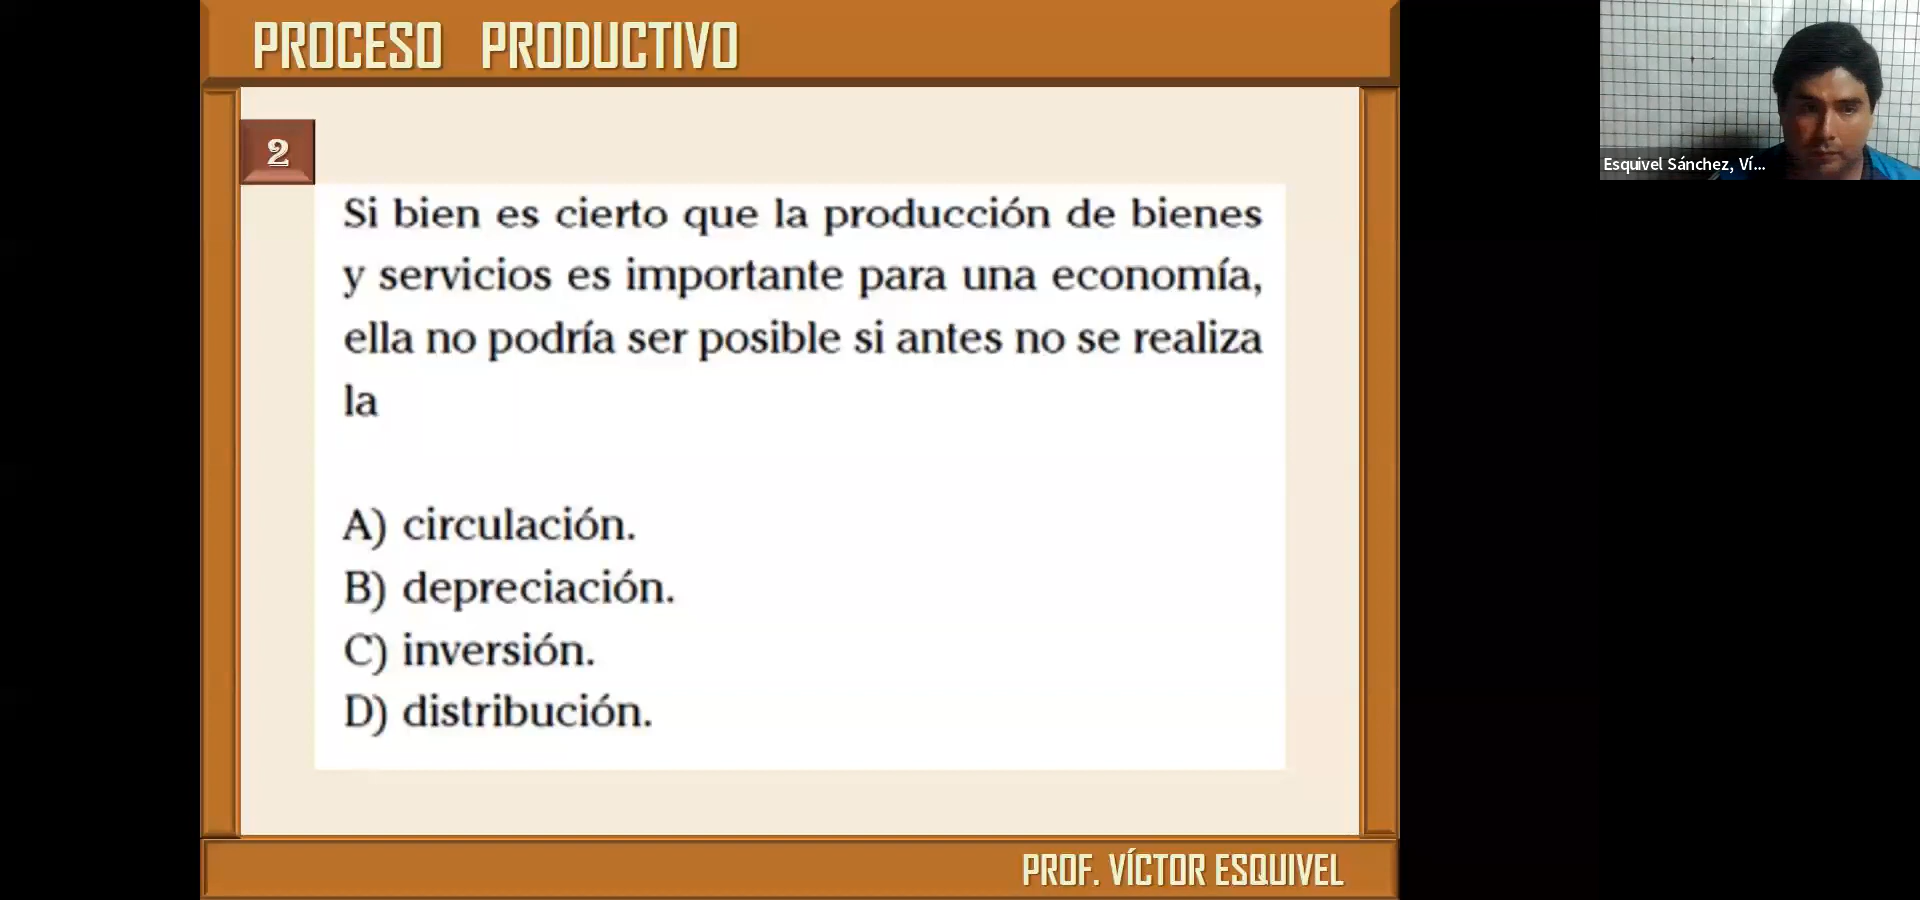 PROCESO PRODUCTIVO
2
Si bien es cierto que la producción de bienes
y servicios es importante para una economía,
ella no podría ser posible si antes no se realiza
la
A) circulación.
B) depreciación.
C) inversión.
D) distribución.
PROF. VÍCTOR ESQUIVEL
Esquivel Sánchez, Ví...